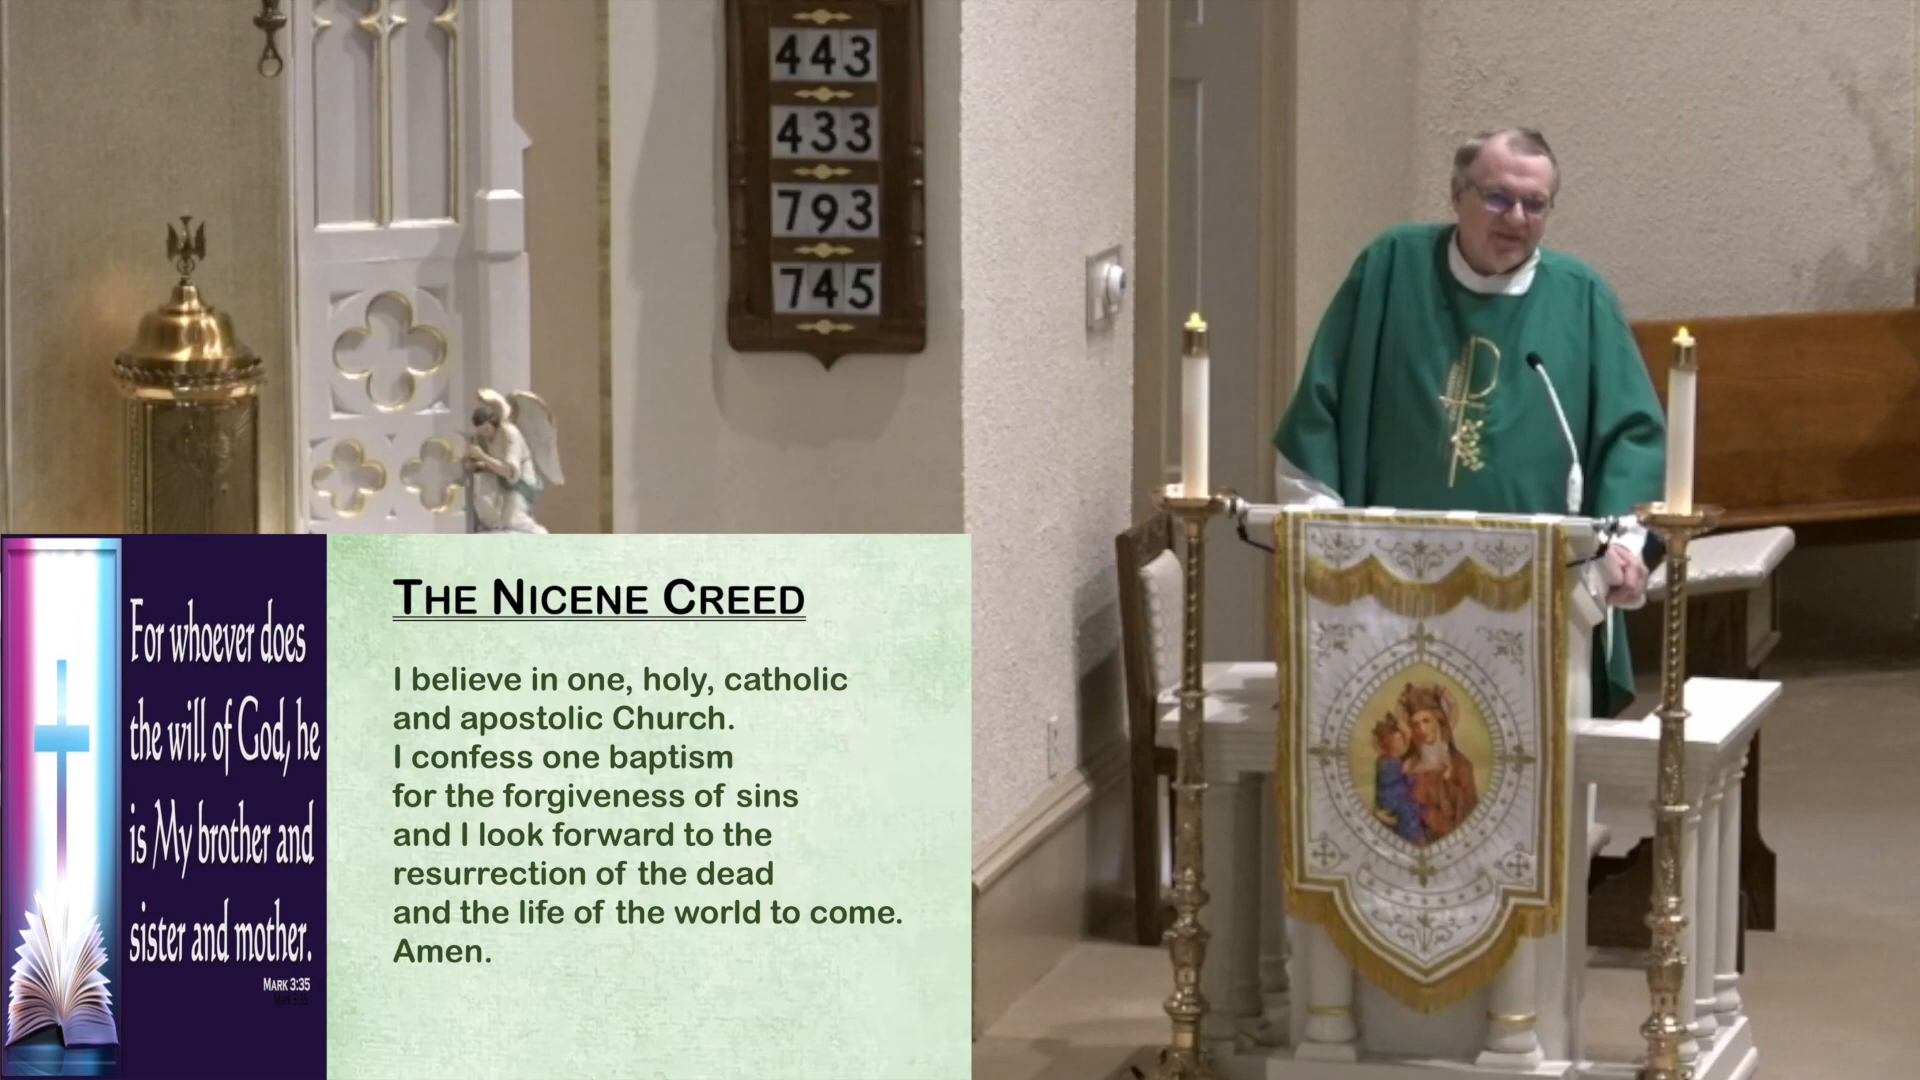 443
433
793
745
For whoever does
the will of God, he
is My brother and
sister and mother.
Mark 3:35
Mark 3:35
The Nicene Creed
I believe in one, holy, catholic
and apostolic Church.
I confess one baptism
for the forgiveness of sins
and I look forward to the
resurrection of the dead
and the life of the world to come.
Amen.